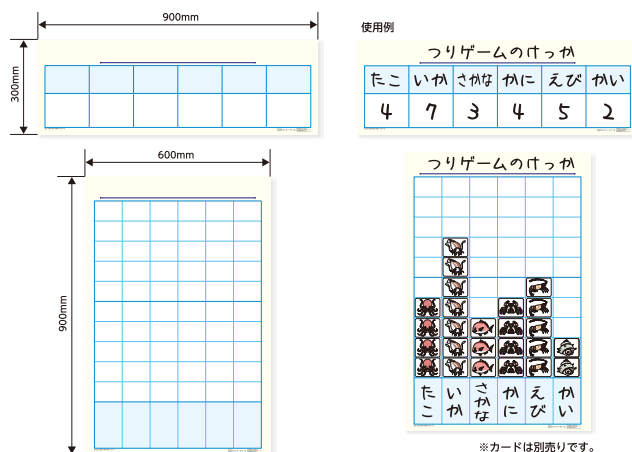 900mm
300mm
使用例
つりゲームのけっか
たこ いか さかな かに えび かい
4 7 3 4 5 2
600mm
900mm
つりゲームのけっか
たこ いか さかな かに えび かい
※カードは別売りです。